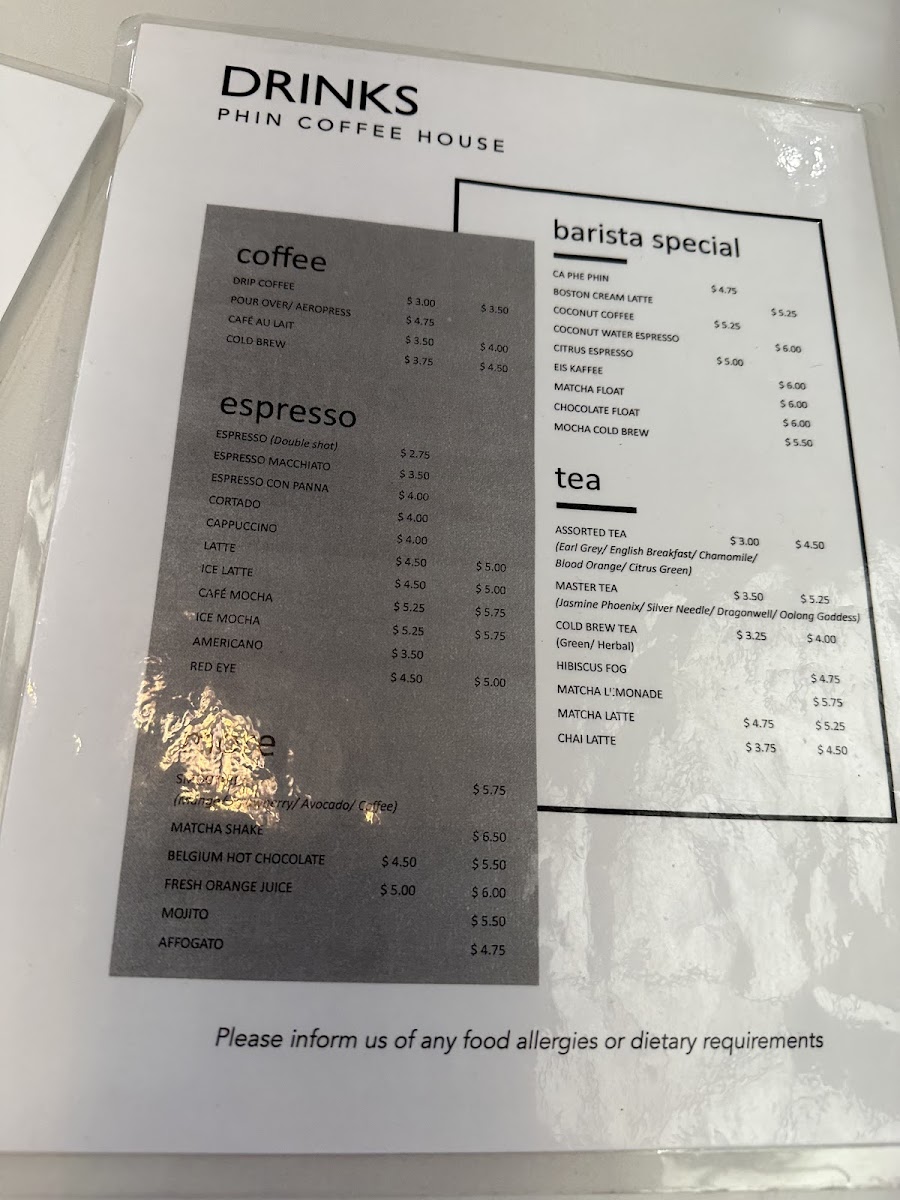 DRINKS
PHIN COFFEE HOUSE
coffee
DRIP COFFEE $ 3.00 $ 3.50
POUR OVER/ AEROPRESS $ 4.75
CAFÉ AU LAIT $ 3.50 $ 4.00
COLD BREW $ 3.75 $ 4.50
espresso
ESPRESSO (Double shot) $ 2.75
ESPRESSO MACCHIATO $ 3.50
ESPRESSO CON PANNA $ 4.00
CORTADO $ 4.00
CAPPUCCINO $ 4.00
LATTE $ 4.50 $ 5.00
ICE LATTE $ 4.50 $ 5.00
CAFÉ MOCHA $ 5.25 $ 5.75
ICE MOCHA $ 5.25 $ 5.75
AMERICANO $ 3.50
RED EYE $ 4.50 $ 5.00
$ 5.75
Avocado/ Coffee)
MATCHA SHAKE $ 6.50
BELGIUM HOT CHOCOLATE $ 4.50 $ 5.50
FRESH ORANGE JUICE $ 5.00 $ 6.00
MOJITO $ 5.50
AFFOGATO $ 4.75
barista special
CA PHE PHIN $ 4.75
BOSTON CREAM LATTE $ 5.25
COCONUT COFFEE $ 5.25
COCONUT WATER ESPRESSO $ 6.00
CITRUS ESPRESSO $ 5.00
EIS KAFFEE $ 6.00
MATCHA FLOAT $ 6.00
CHOCOLATE FLOAT $ 6.00
MOCHA COLD BREW $ 5.50
tea
ASSORTED TEA $ 3.00 $ 4.50
(Earl Grey/ English Breakfast/ Chamomile/
Blood Orange/ Citrus Green)
MASTER TEA $ 3.50 $ 5.25
(Jasmine Phoenix/ Silver Needle/ Dragonwell/ Oolong Goddess)
COLD BREW TEA $ 3.25 $ 4.00
(Green/ Herbal)
HIBISCUS FOG $ 4.75
MATCHA LEMONADE $ 5.75
MATCHA LATTE $ 4.75 $ 5.25
CHAI LATTE $ 3.75 $ 4.50
Please inform us of any food allergies or dietary requirements